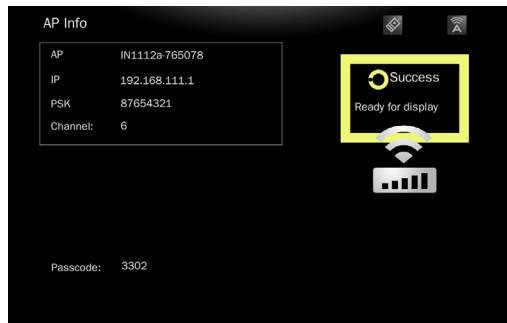 AP Info
AP IN1112a-765078
IP 192.168.111.1
PSK 87654321
Channel: 6
Success
Ready for display
Passcode: 3302